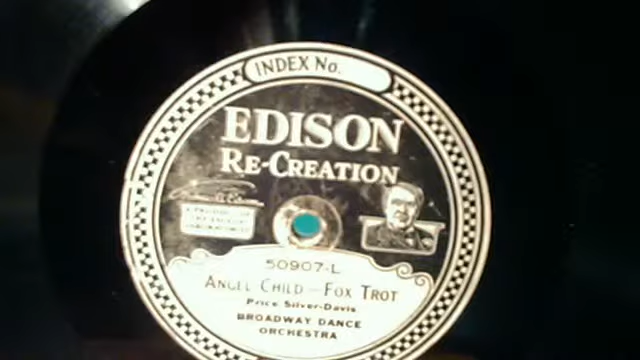 INDEX No.
EDISON
RE-CREATION
50907-L
ANGEL CHILD — FOX TROT
Price Silver-Davis
BROADWAY DANCE
ORCHESTRA